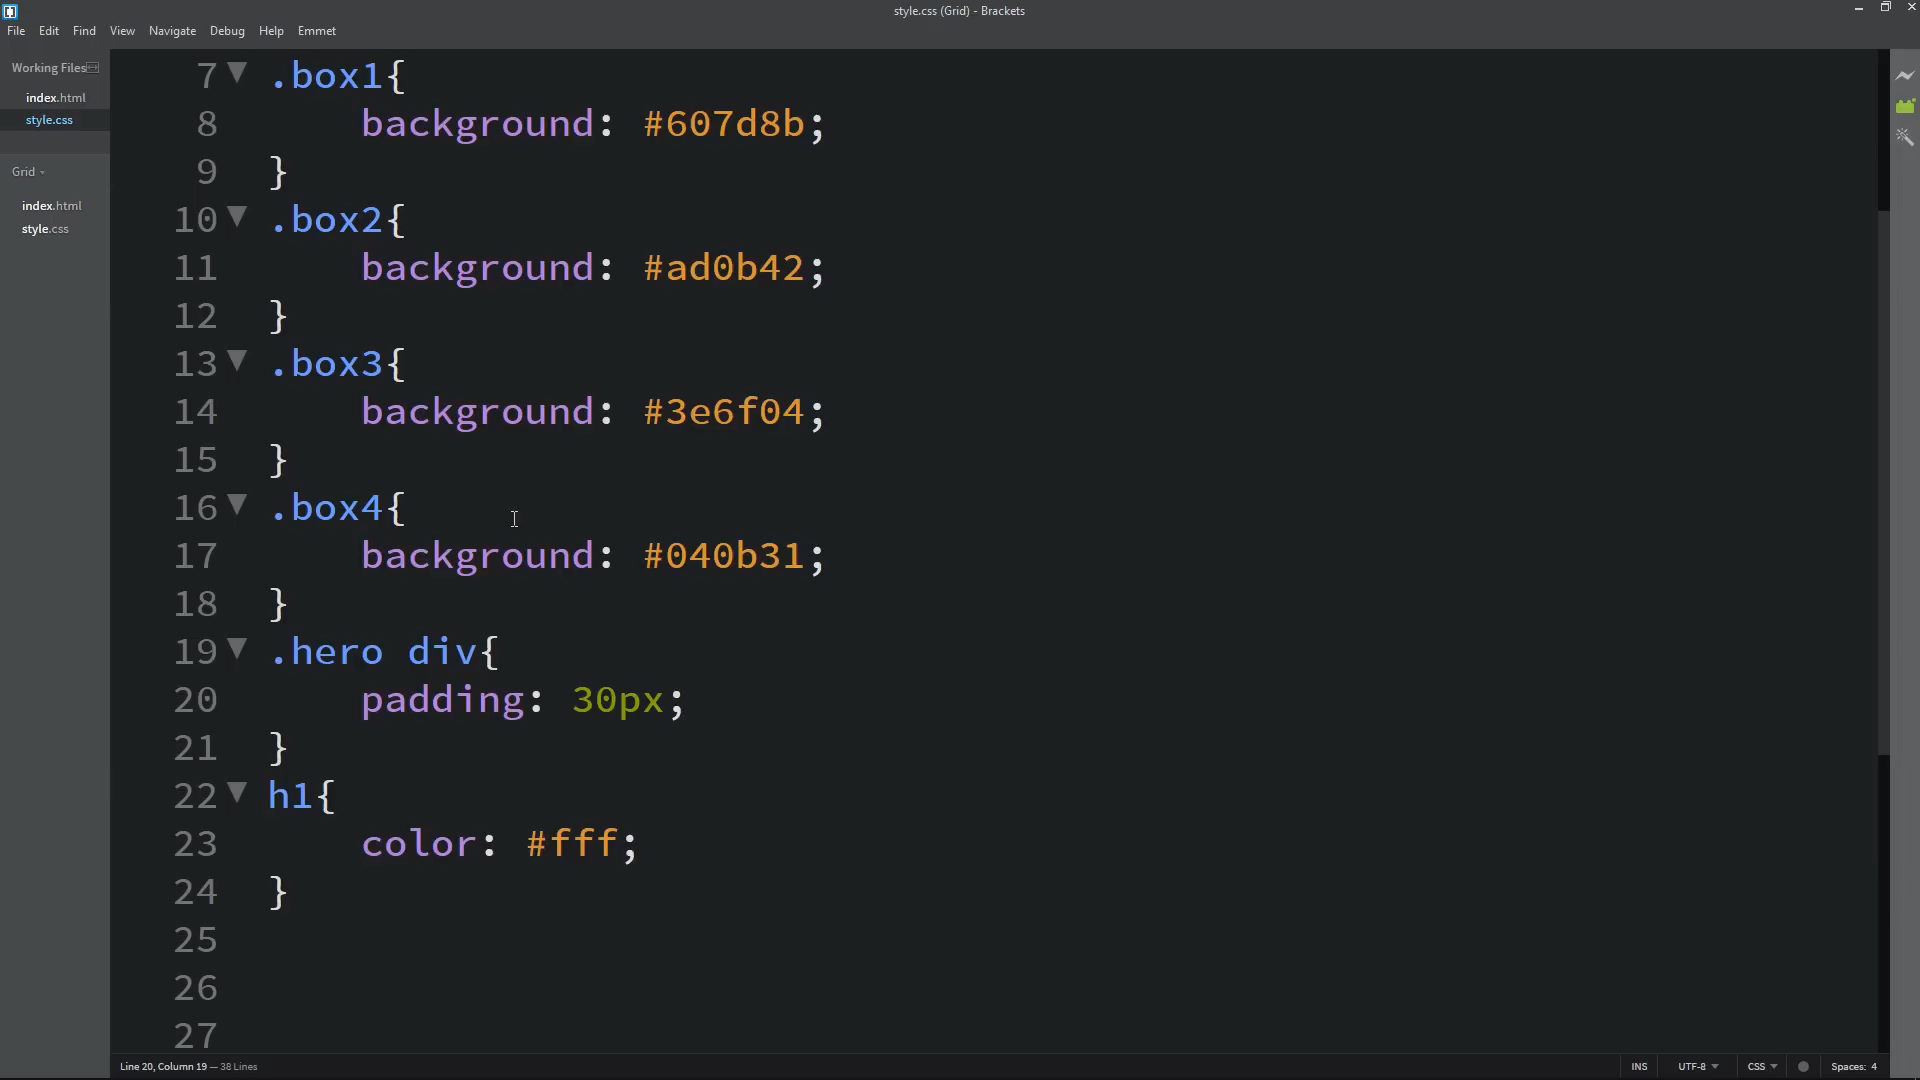 style.css (Grid) - Brackets
File Edit Find View Navigate Debug Help Emmet
Working Files
index.html
style.css
Grid
index.html
style.css
7 .box1{
8 background: #607d8b;
9 }
10 .box2{
11 background: #ad0b42;
12 }
13 .box3{
14 background: #3e6f04;
15 }
16 .box4{
17 background: #040b31;
18 }
19 .hero div{
20 padding: 30px;
21 }
22 h1{
23 color: #fff;
24 }
25
26
27
Line 20, Column 19 — 38 Lines
INS UTF-8 CSS Spaces: 4